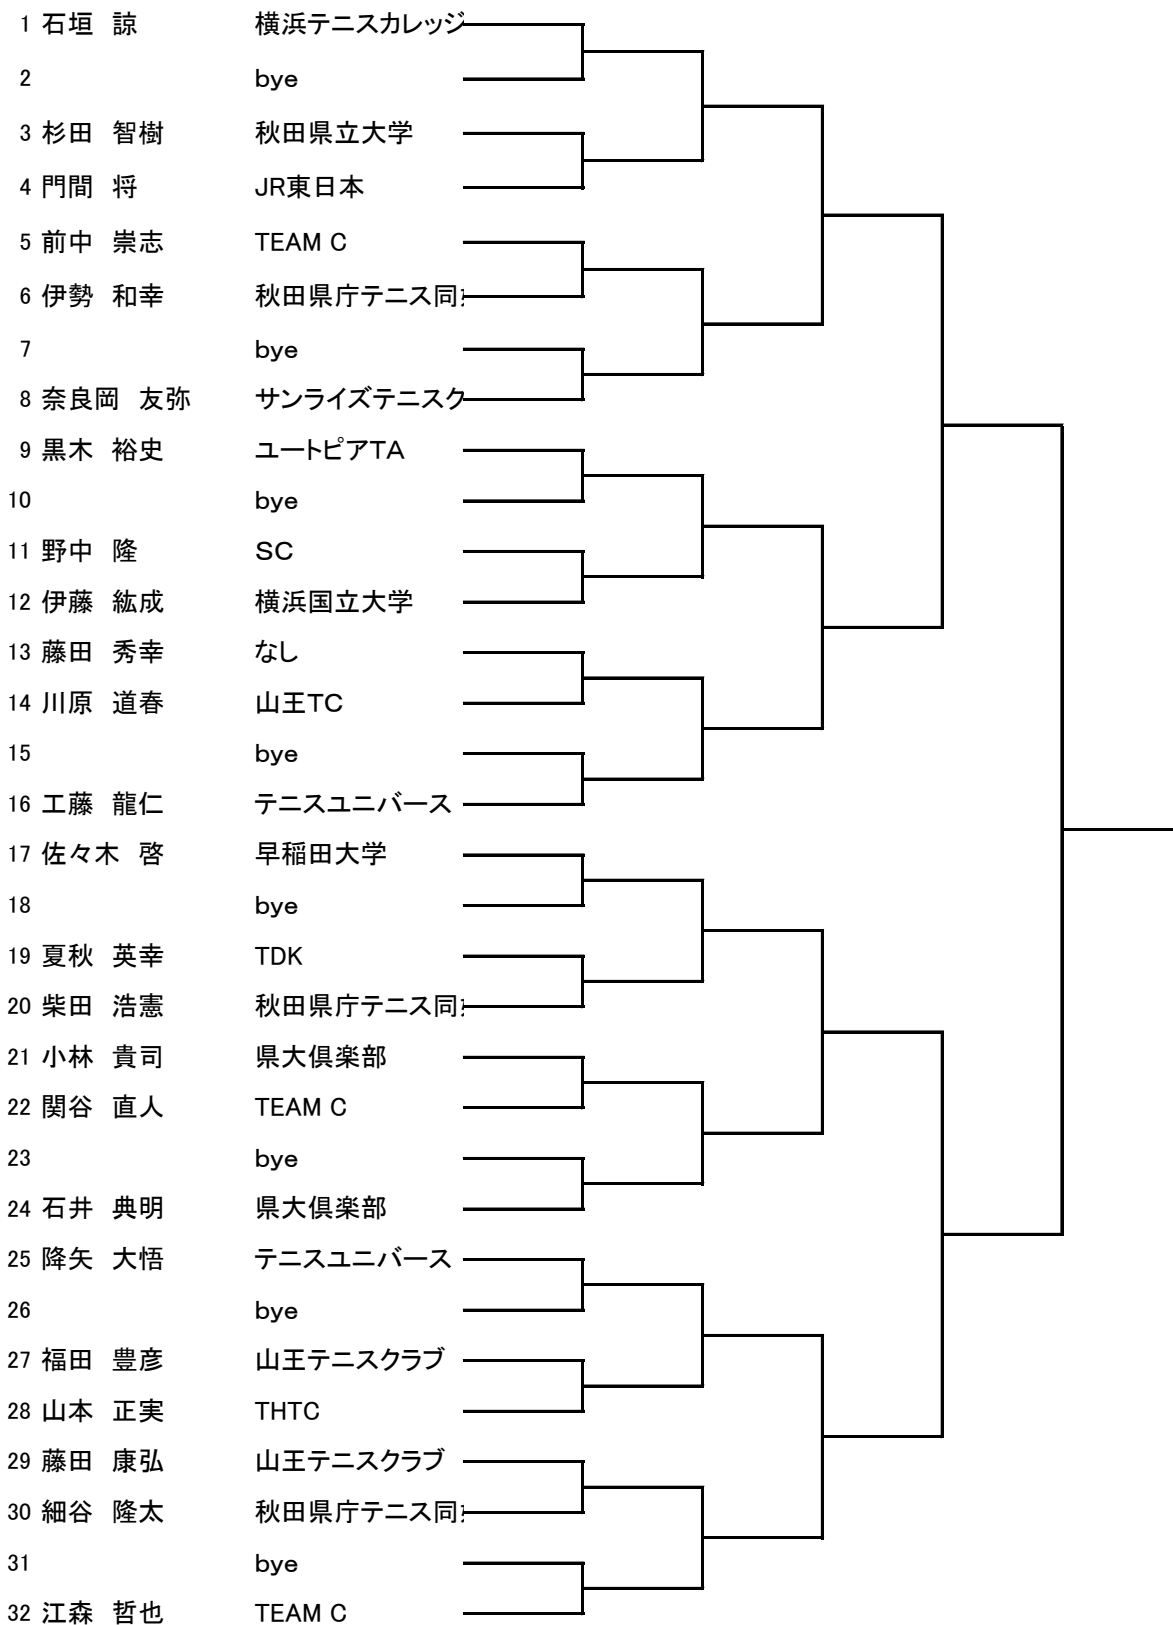 1 石垣　諒 横浜テニスカレッジ
2 bye
3 杉田　智樹 秋田県立大学
4 門間　将 JR東日本
5 前中　崇志 TEAM C
6 伊勢　和幸 秋田県庁テニス同
7 bye
8 奈良岡　友弥 サンライズテニスク
9 黒木　裕史 ユートピアTA
10 bye
11 野中　隆 SC
12 伊藤　紘成 横浜国立大学
13 藤田　秀幸 なし
14 川原　道春 山王TC
15 bye
16 工藤　龍仁 テニスユニバース
17 佐々木　啓 早稲田大学
18 bye
19 夏秋　英幸 TDK
20 柴田　浩憲 秋田県庁テニス同
21 小林　貴司 県大倶楽部
22 関谷　直人 TEAM C
23 bye
24 石井　典明 県大倶楽部
25 降矢　大悟 テニスユニバース
26 bye
27 福田　豊彦 山王テニスクラブ
28 山本　正実 THTC
29 藤田　康弘 山王テニスクラブ
30 細谷　隆太 秋田県庁テニス同
31 bye
32 江森　哲也 TEAM C